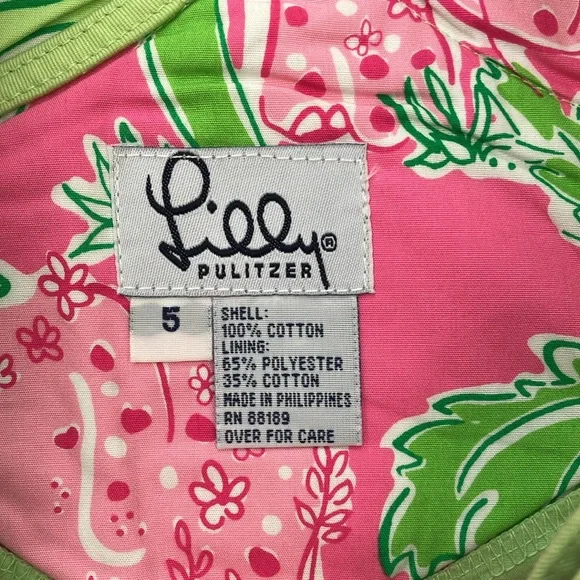 Lilly®
PULITZER
5
SHELL:
100% COTTON
LINING:
65% POLYESTER
35% COTTON
MADE IN PHILIPPINES
RN 88189
OVER FOR CARE